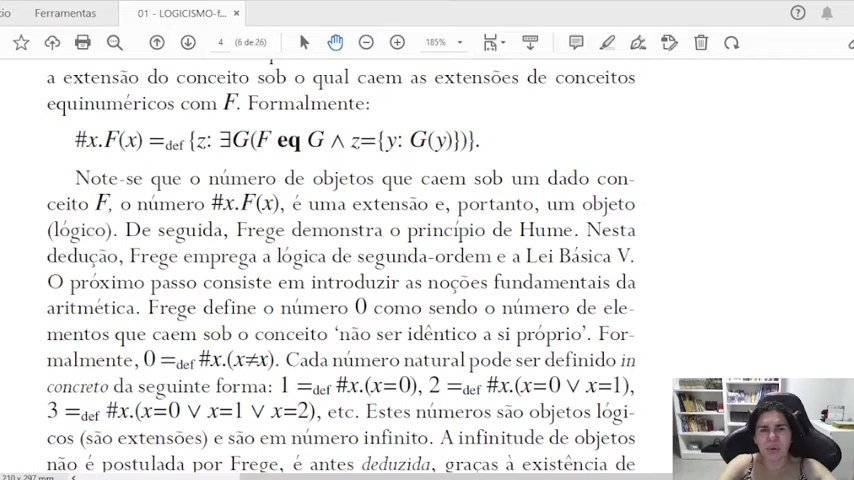 cio Ferramentas 01 - LOGICISMO-f... ×
4 (6 de 26) 185%
a extensão do conceito sob o qual caem as extensões de conceitos
equinuméricos com F. Formalmente:
#x.F(x) =def {z: ∃G(F eq G ∧ z={y: G(y)})}.
Note-se que o número de objetos que caem sob um dado con-
ceito F, o número #x.F(x), é uma extensão e, portanto, um objeto
(lógico). De seguida, Frege demonstra o princípio de Hume. Nesta
dedução, Frege emprega a lógica de segunda-ordem e a Lei Básica V.
O próximo passo consiste em introduzir as noções fundamentais da
aritmética. Frege define o número 0 como sendo o número de ele-
mentos que caem sob o conceito ‘não ser idêntico a si próprio’. For-
malmente, 0 =def #x.(x≠x). Cada número natural pode ser definido in
concreto da seguinte forma: 1 =def #x.(x=0), 2 =def #x.(x=0 ∨ x=1),
3 =def #x.(x=0 ∨ x=1 ∨ x=2), etc. Estes números são objetos lógi-
cos (são extensões) e são em número infinito. A infinitude de objetos
não é postulada por Frege, é antes deduzida, graças à existência de
210 x 297 mm